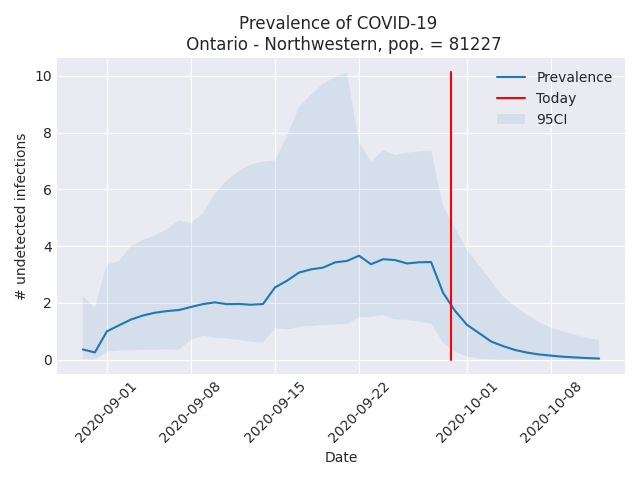 Prevalence of COVID-19
Ontario - Northwestern, pop. = 81227
# undetected infections
10
8
6
4
2
0
Prevalence
Today
95CI
2020-09-01
2020-09-08
2020-09-15
2020-09-22
2020-10-01
2020-10-08
Date